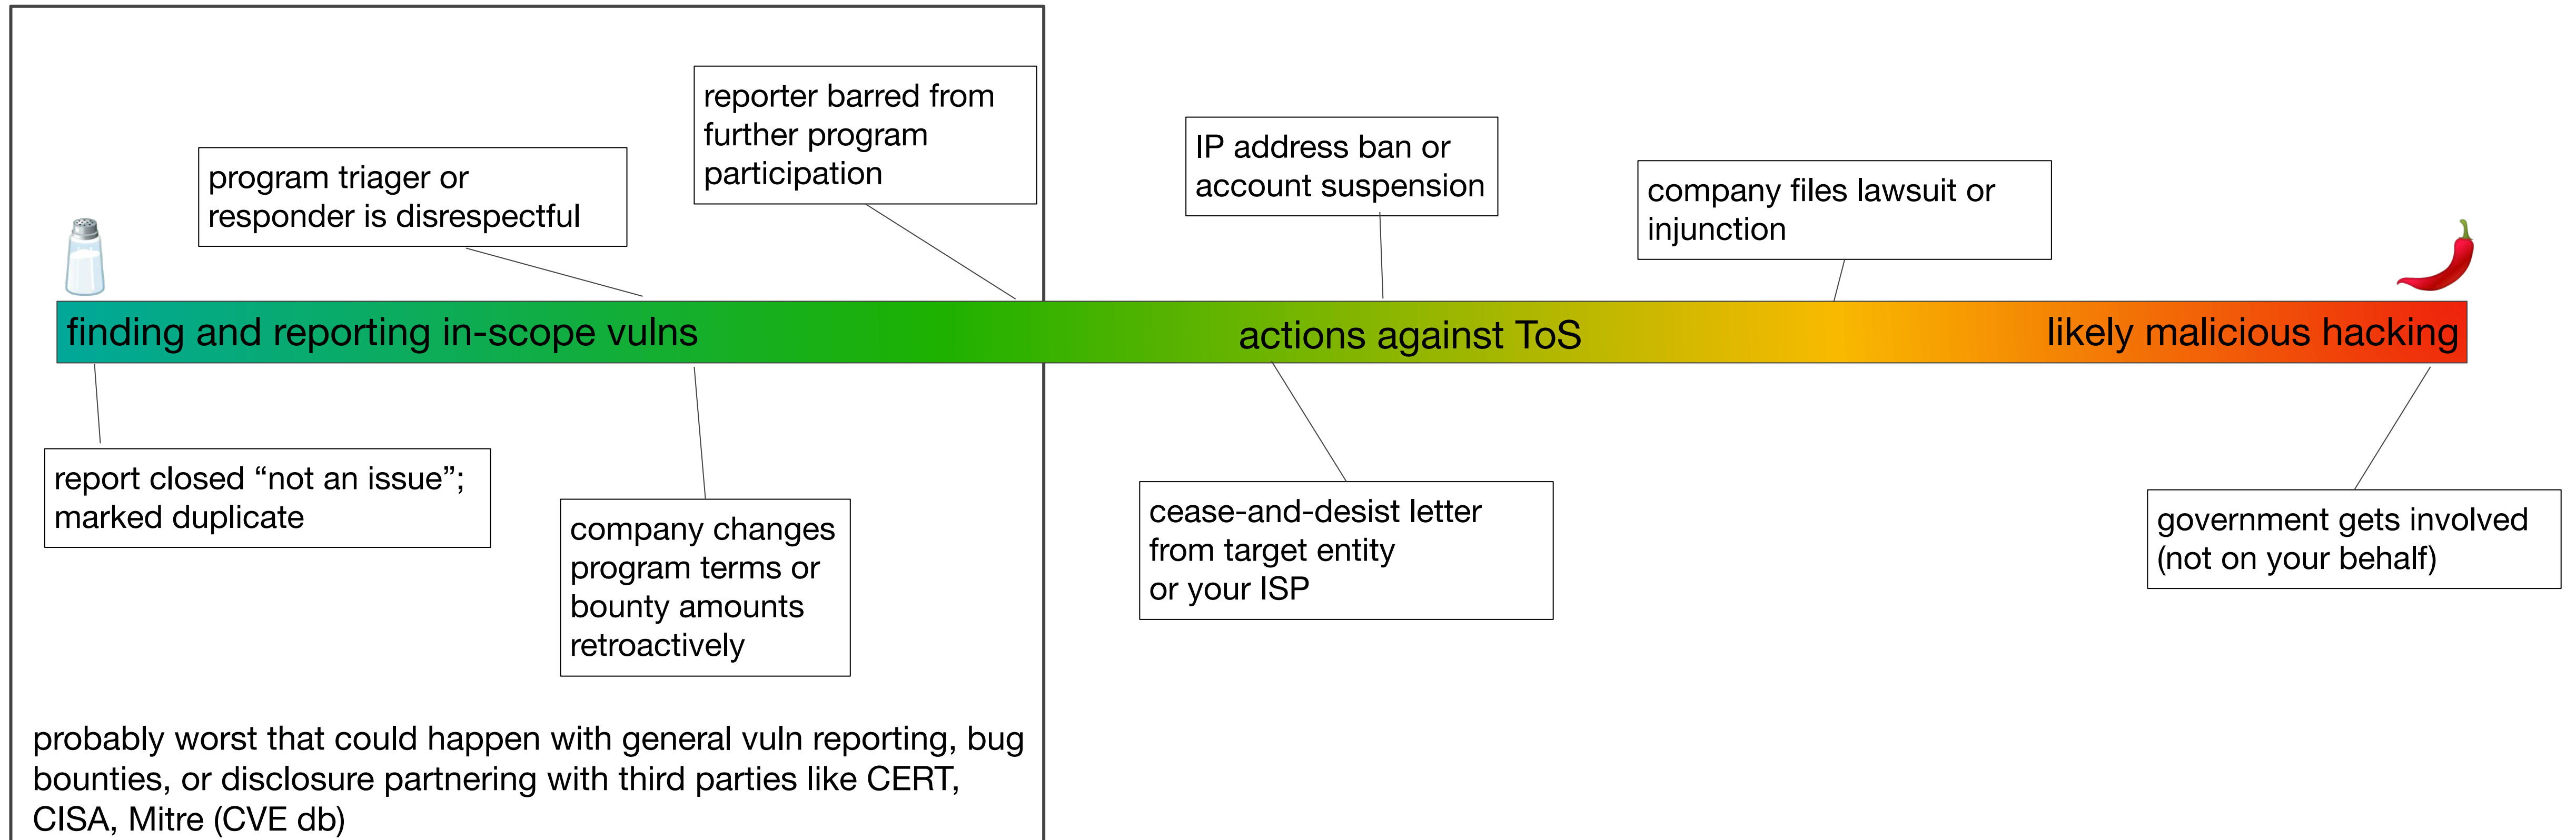 reporter barred from
further program
participation
program triager or
responder is disrespectful
IP address ban or
account suspension
company files lawsuit or
injunction
finding and reporting in-scope vulns
actions against ToS
likely malicious hacking
report closed “not an issue”;
marked duplicate
company changes
program terms or
bounty amounts
retroactively
cease-and-desist letter
from target entity
or your ISP
government gets involved
(not on your behalf)
probably worst that could happen with general vuln reporting, bug
bounties, or disclosure partnering with third parties like CERT,
CISA, Mitre (CVE db)